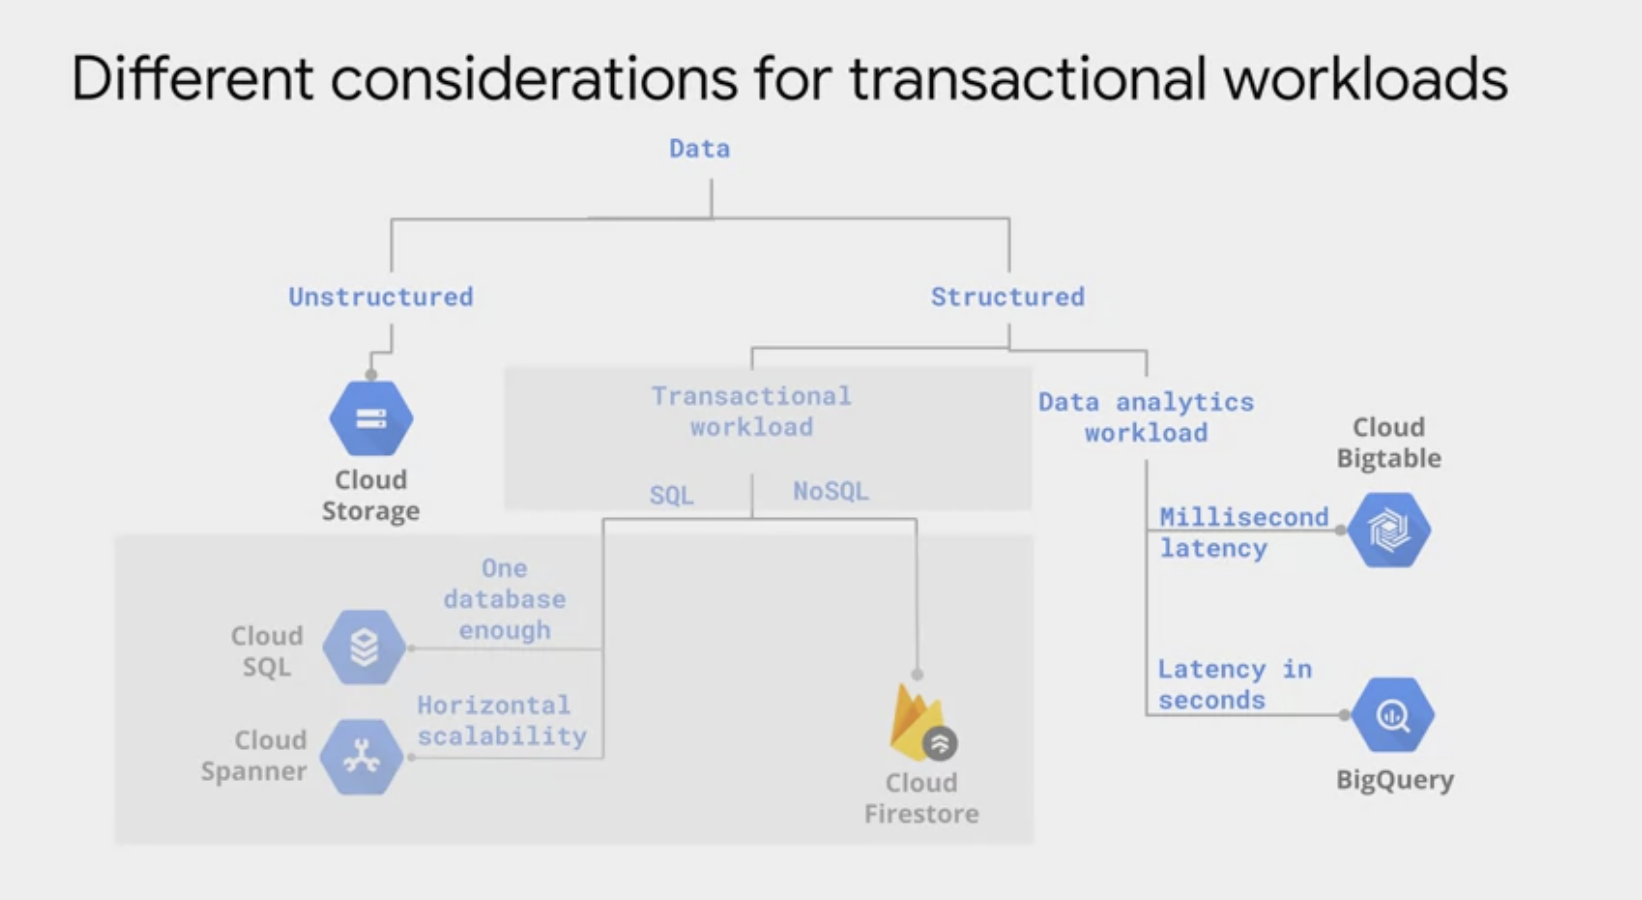 Different considerations for transactional workloads
Data
Unstructured
Structured
Cloud
Storage
Transactional
workload
SQL
NoSQL
One
database
enough
Cloud
SQL
Horizontal
scalability
Cloud
Spanner
Cloud
Firestore
Data analytics
workload
Cloud
Bigtable
Millisecond
latency
Latency in
seconds
BigQuery